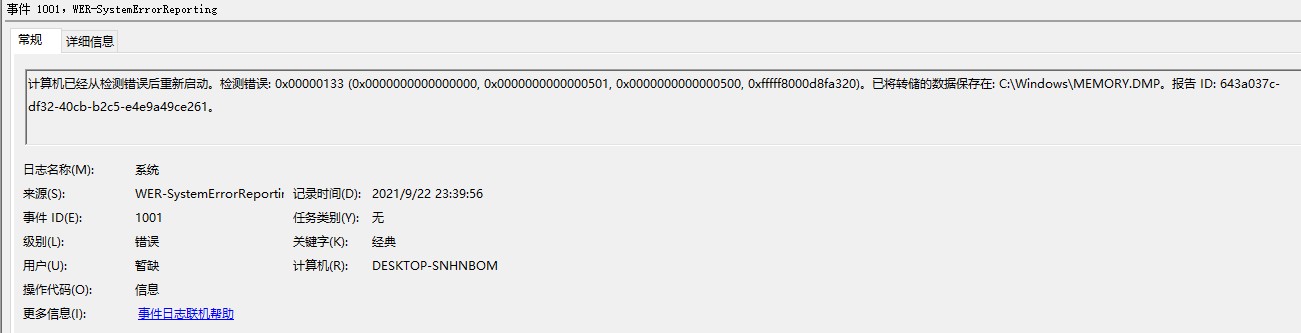 事件 1001，WER-SystemErrorReporting
常规 详细信息
计算机已经从检测错误后重新启动。检测错误: 0x00000133 (0x0000000000000000, 0x0000000000000501, 0x0000000000000500, 0xfffff8000d8fa320)。已将转储的数据保存在: C:\Windows\MEMORY.DMP。报告 ID: 643a037c-
df32-40cb-b2c5-e4e9a49ce261。
日志名称(M): 系统
来源(S): WER-SystemErrorReportin 记录时间(D): 2021/9/22 23:39:56
事件 ID(E): 1001 任务类别(Y): 无
级别(L): 错误 关键字(K): 经典
用户(U): 暂缺 计算机(R): DESKTOP-SNHNBOM
操作代码(O): 信息
更多信息(I): 事件日志联机帮助